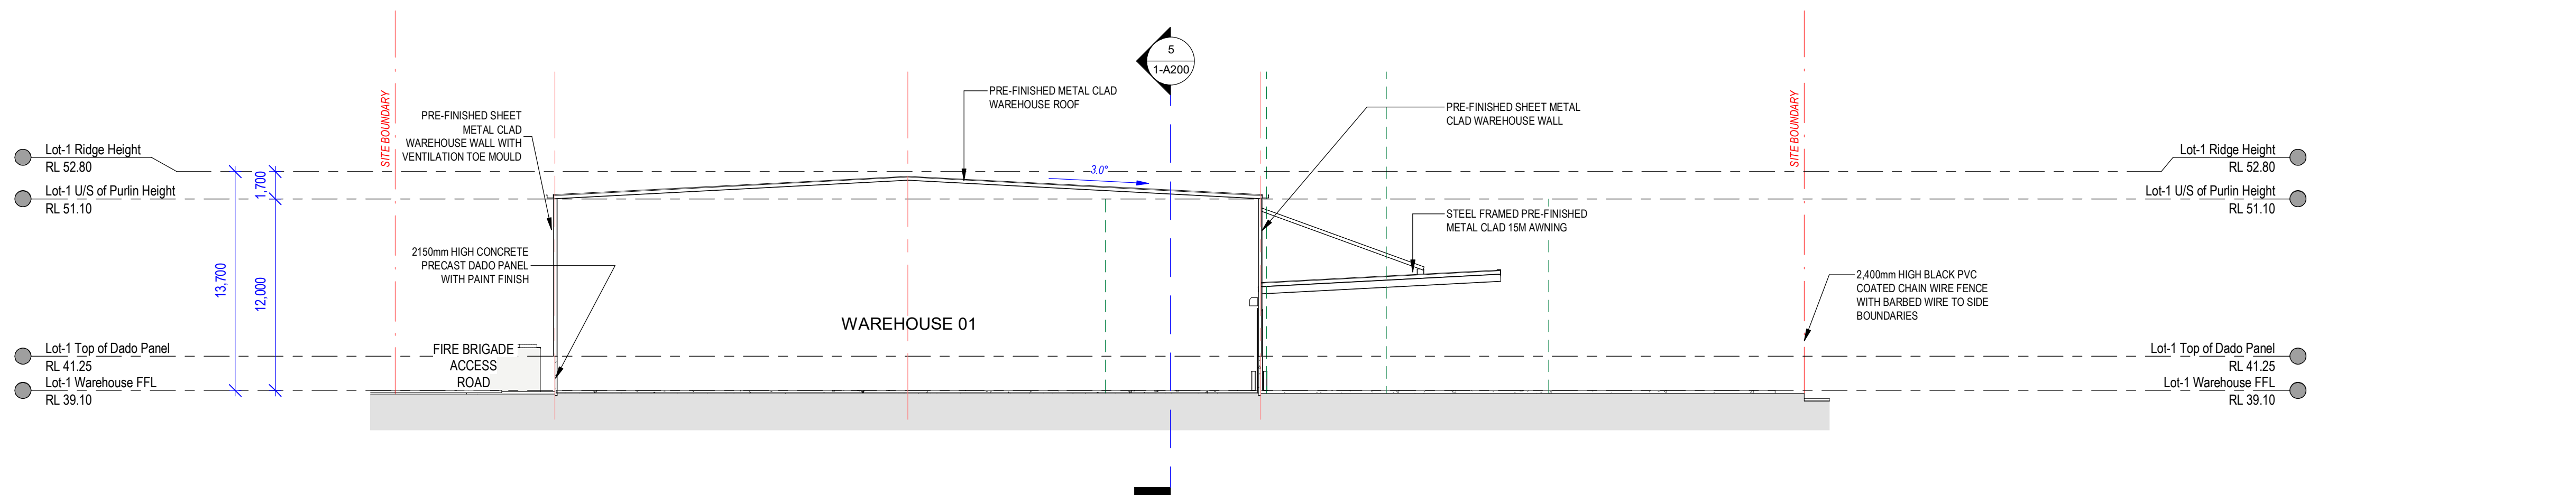 5
1-A200
SITE BOUNDARY
PRE-FINISHED SHEET
METAL CLAD
WAREHOUSE WALL WITH
VENTILATION TOE MOULD
PRE-FINISHED METAL CLAD
WAREHOUSE ROOF
PRE-FINISHED SHEET METAL
CLAD WAREHOUSE WALL
SITE BOUNDARY
Lot-1 Ridge Height
RL 52.80
Lot-1 U/S of Purlin Height
RL 51.10
1,700
13,700
12,000
3.0°
Lot-1 Ridge Height
RL 52.80
Lot-1 U/S of Purlin Height
RL 51.10
STEEL FRAMED PRE-FINISHED
METAL CLAD 15M AWNING
2150mm HIGH CONCRETE
PRECAST DADO PANEL
WITH PAINT FINISH
2,400mm HIGH BLACK PVC
COATED CHAIN WIRE FENCE
WITH BARBED WIRE TO SIDE
BOUNDARIES
WAREHOUSE 01
FIRE BRIGADE
ACCESS
ROAD
Lot-1 Top of Dado Panel
RL 41.25
Lot-1 Warehouse FFL
RL 39.10
Lot-1 Top of Dado Panel
RL 41.25
Lot-1 Warehouse FFL
RL 39.10